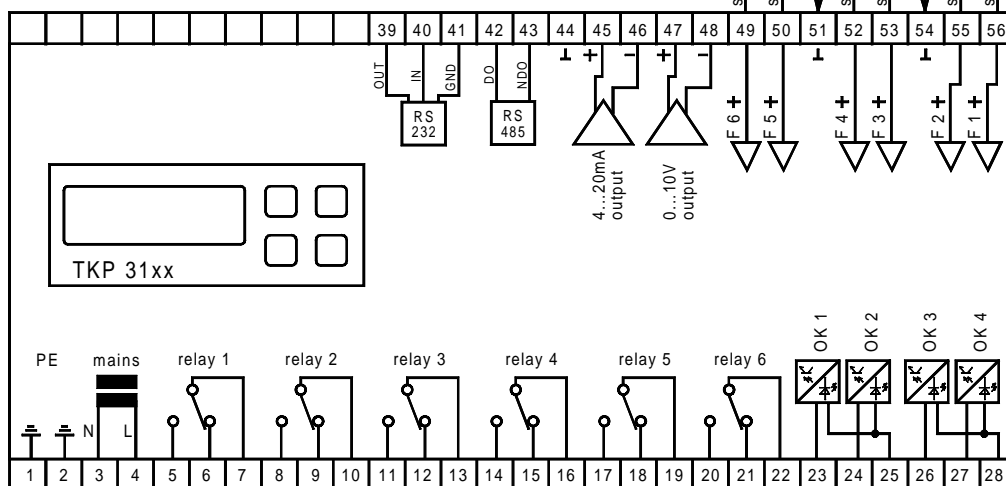 s s s s s s
39 40 41 42 43 44 45 46 47 48 49 50 51 52 53 54 55 56
OUT IN GND DO NDO + – + –
RS
232
RS
485
F 6 + F 5 + F 4 + F 3 + F 2 + F 1 +
4...20mA
output
0...10V
output
TKP 31xx
OK 1 OK 2 OK 3 OK 4
PE mains relay 1 relay 2 relay 3 relay 4 relay 5 relay 6
N L
1 2 3 4 5 6 7 8 9 10 11 12 13 14 15 16 17 18 19 20 21 22 23 24 25 26 27 28